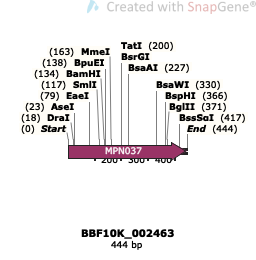 Created with SnapGene®
TatI (200)
(163) MmeI BsrGI
(138) BpuEI BsaAI (227)
(134) BamHI
(117) SmlI BsaWI (330)
(79) EaeI BspHI (366)
(23) AseI BglII (371)
(18) DraI BssSαI (417)
(0) Start End (444)
MPN037
200 300 400
BBF10K_002463
444 bp